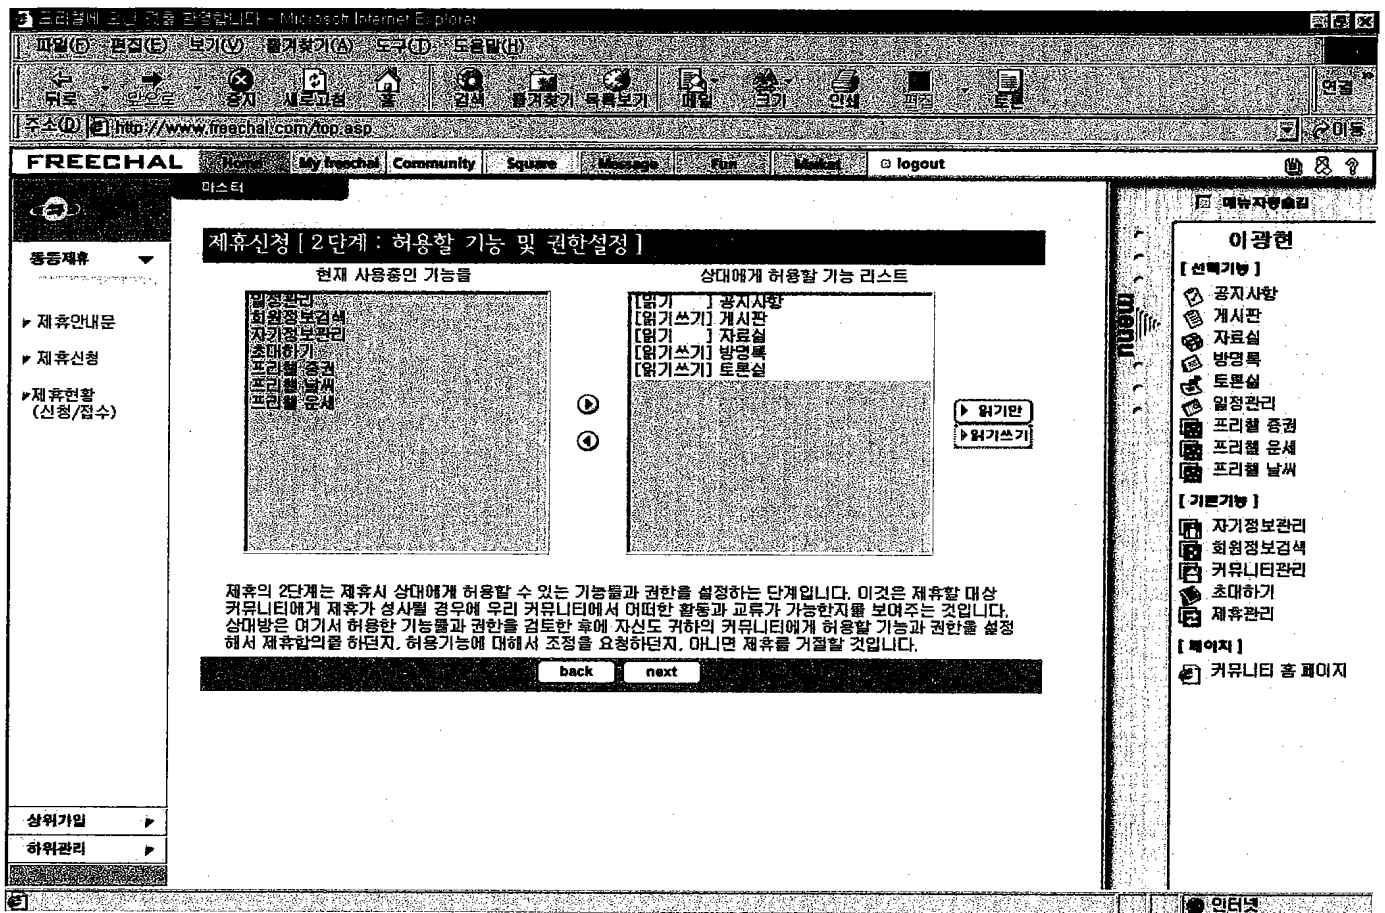 프리챌에 오신 것을 환영합니다 - Microsoft Internet Explorer
파일(F) 편집(E) 보기(V) 즐겨찾기(A) 도구(T) 도움말(H)
뒤로 앞으로 중지 새로고침 홈 검색 즐겨찾기 목록보기 메일 크기 인쇄 편집 토론 연결
주소(D) http://www.freechal.com/top.asp 이동
FREECHAL Home My freechal Community Square Message Fun Market logout
마스터
동등제휴
제휴안내문
제휴신청
제휴현황
(신청/접수)
상위가입
하위관리
제휴신청 [ 2단계 : 허용할 기능 및 권한설정 ]
현재 사용중인 기능들
일정관리
회원정보검색
자기정보관리
초대하기
프리챌 증권
프리챌 날씨
프리챌 운세
상대에게 허용할 기능 리스트
[읽기 ] 공지사항
[읽기쓰기] 게시판
[읽기 ] 자료실
[읽기쓰기] 방명록
[읽기쓰기] 토론실
읽기만
읽기쓰기
제휴의 2단계는 제휴시 상대에게 허용할 수 있는 기능들과 권한을 설정하는 단계입니다. 이것은 제휴할 대상
커뮤니티에게 제휴가 성사될 경우에 우리 커뮤니티에서 어떠한 활동과 교류가 가능한지를 보여주는 것입니다.
상대방은 여기서 허용한 기능들과 권한을 검토한 후에 자신도 귀하의 커뮤니티에게 허용할 기능과 권한을 설정
해서 제휴합의를 하던지, 허용기능에 대해서 조정을 요청하던지, 아니면 제휴를 거절할 것입니다.
back next
menu
메뉴자동숨김
이광현
[ 선택기능 ]
공지사항
게시판
자료실
방명록
토론실
일정관리
프리챌 증권
프리챌 운세
프리챌 날씨
[ 기본기능 ]
자기정보관리
회원정보검색
커뮤니티관리
초대하기
제휴관리
[ 페이지 ]
커뮤니티 홈 페이지
인터넷